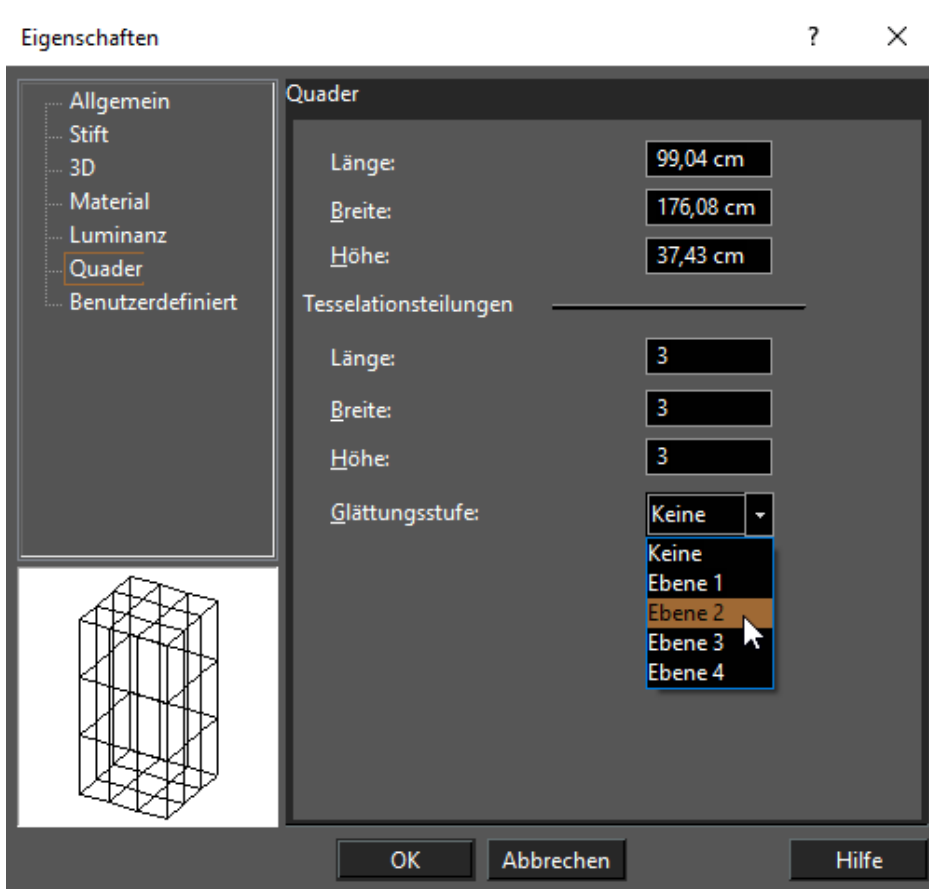 Eigenschaften ?
Allgemein
Stift
3D
Material
Luminanz
Quader
Benutzerdefiniert
Quader
Länge: 99,04 cm
Breite: 176,08 cm
Höhe: 37,43 cm
Tesselationsteilungen
Länge: 3
Breite: 3
Höhe: 3
Glättungsstufe: Keine
Keine
Ebene 1
Ebene 2
Ebene 3
Ebene 4
OK Abbrechen Hilfe